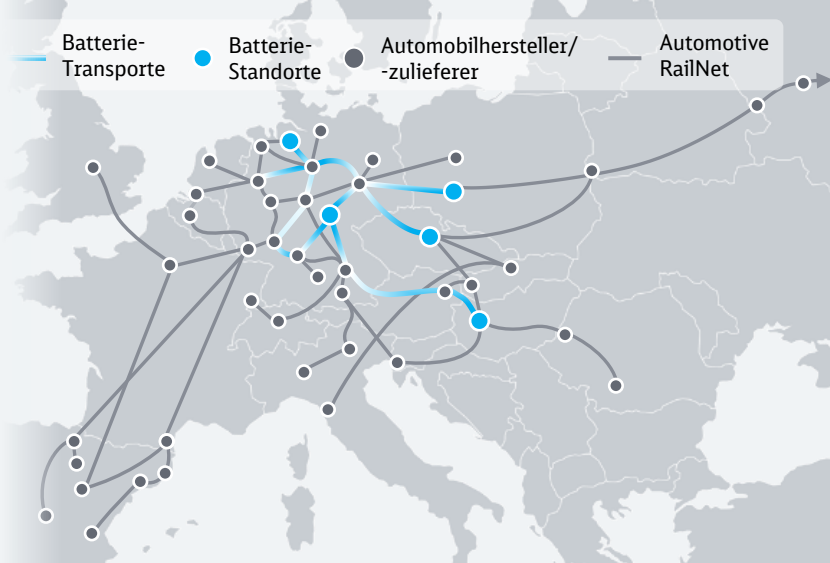 Batterie-
Transporte
Batterie-
Standorte
Automobilhersteller/
-zulieferer
Automotive
RailNet